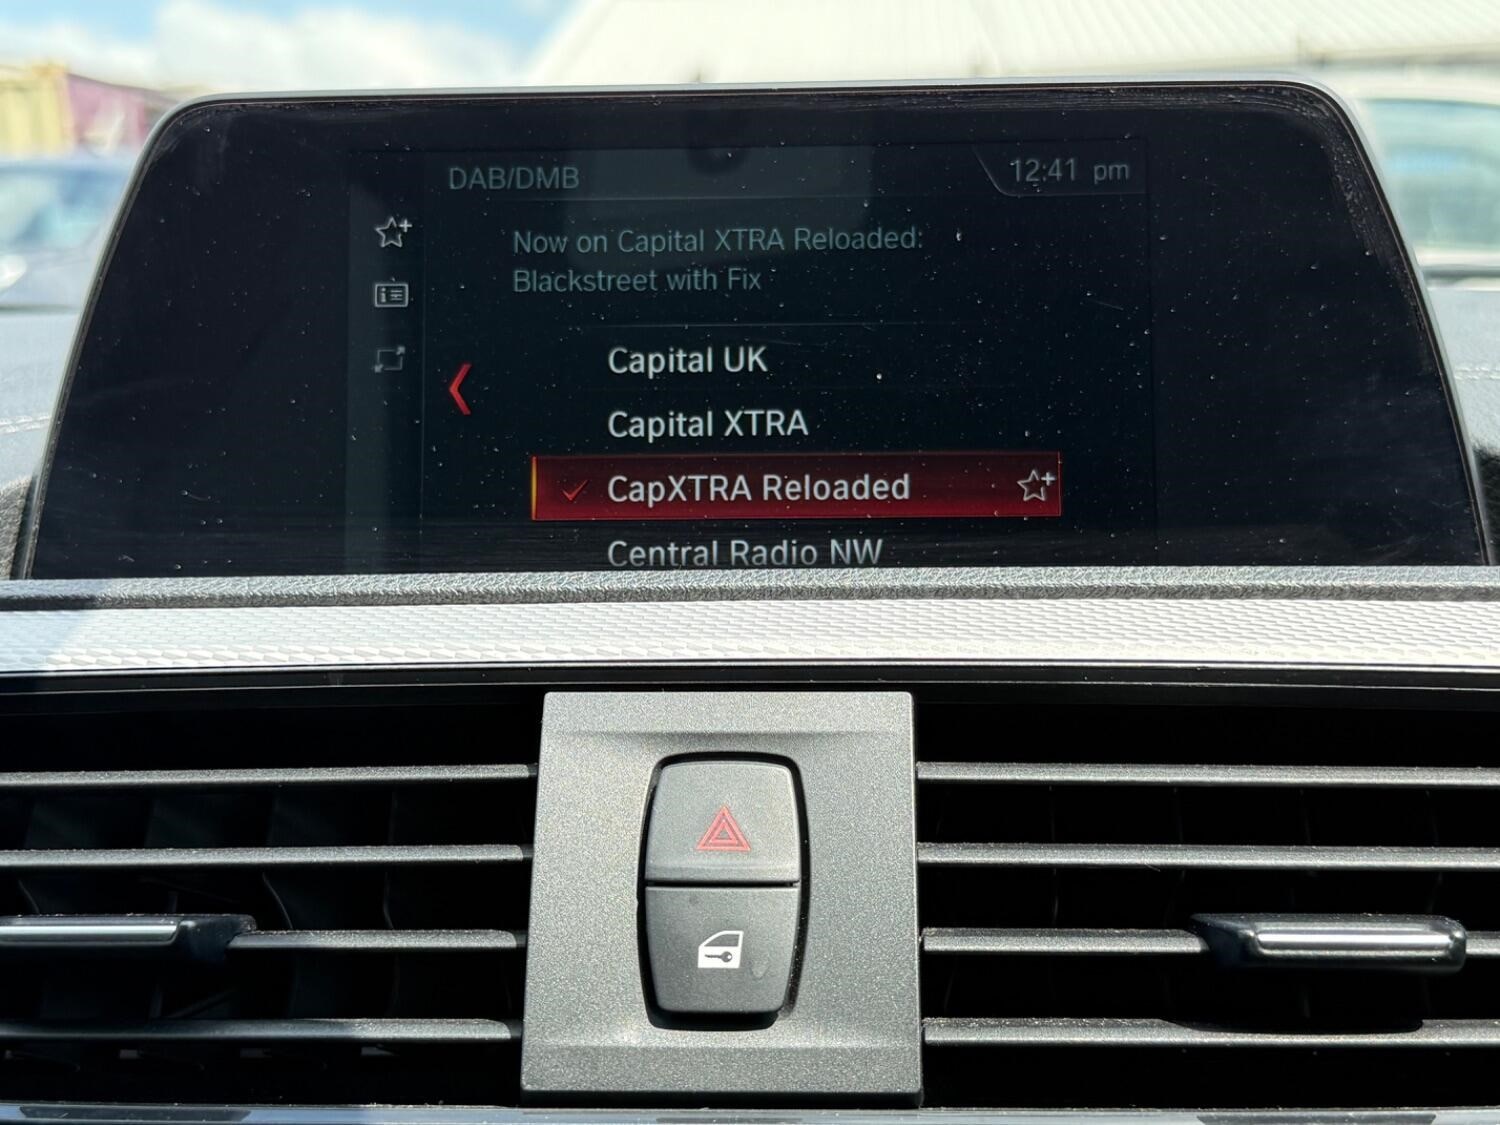 DAB/DMB
12:41 pm
Now on Capital XTRA Reloaded:
Blackstreet with Fix
Capital UK
Capital XTRA
CapXTRA Reloaded
Central Radio NW